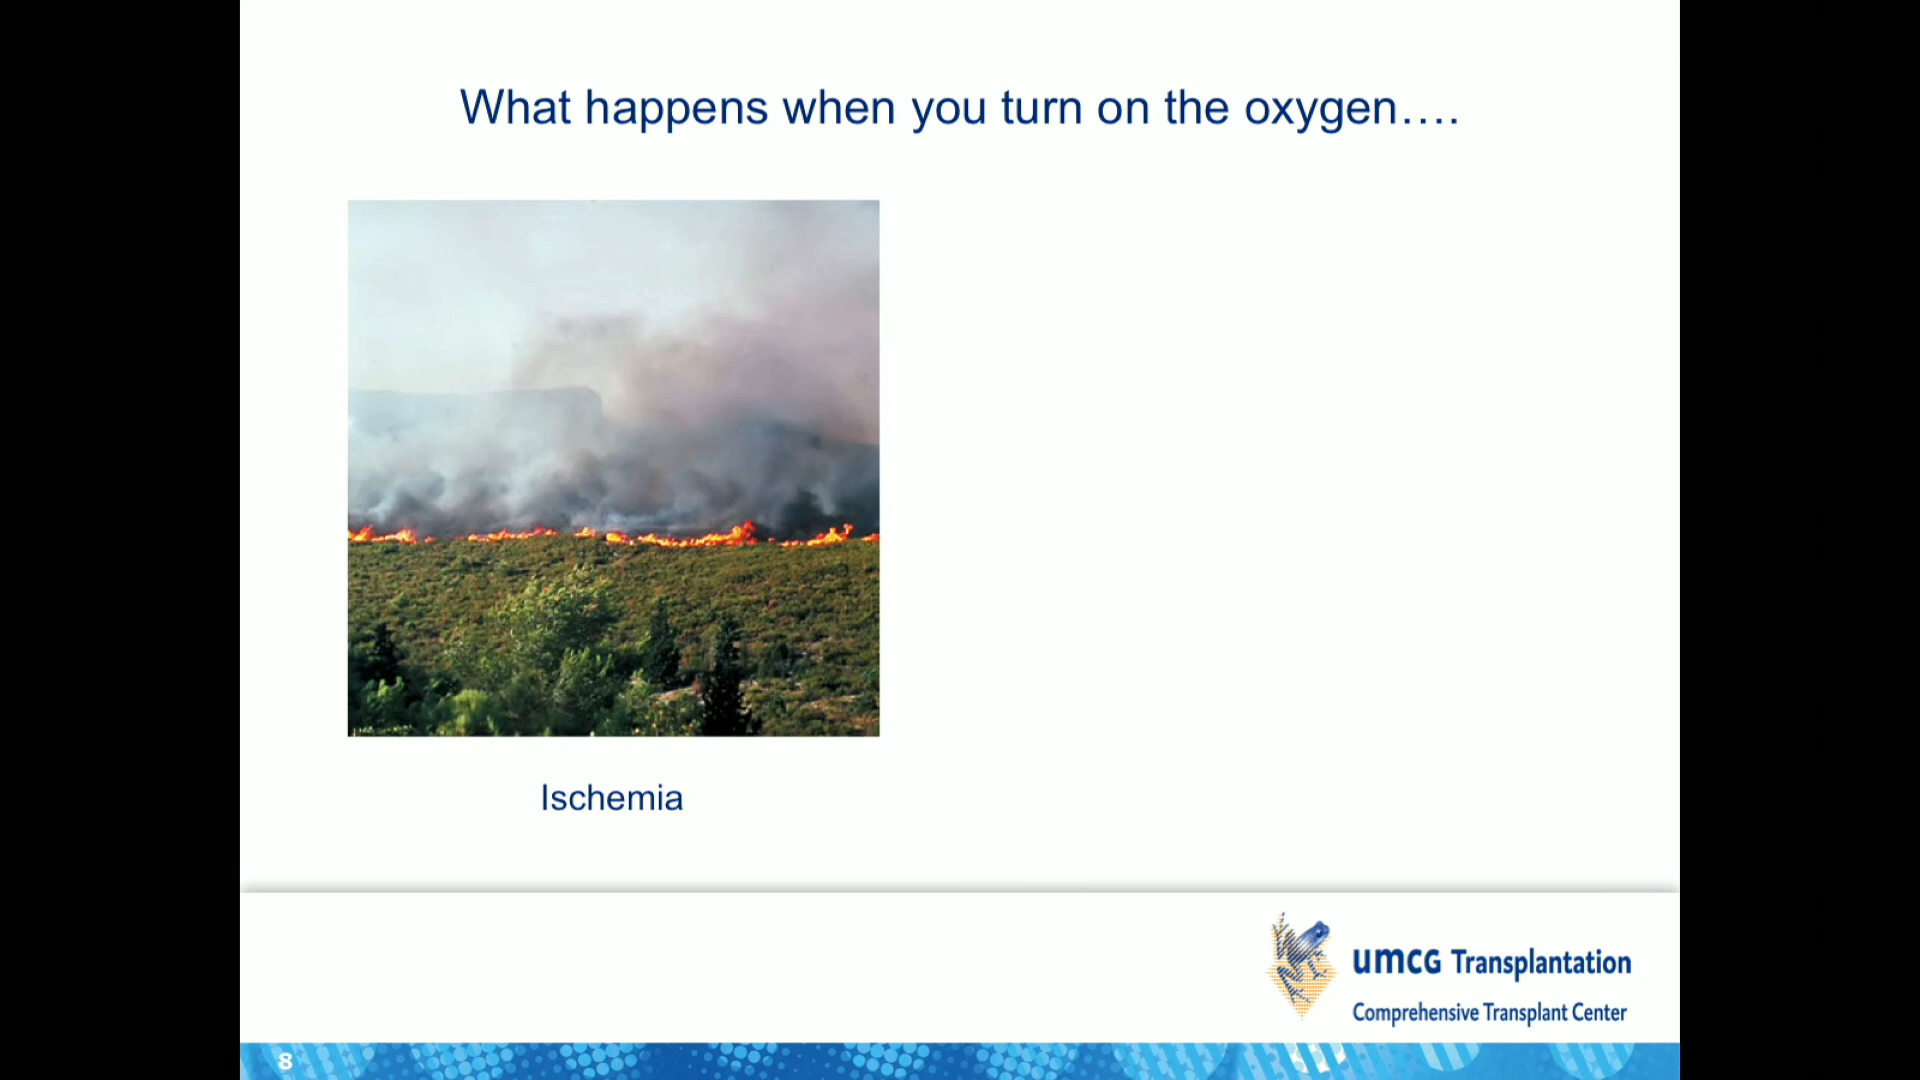 What happens when you turn on the oxygen….
Ischemia
umcg Transplantation
Comprehensive Transplant Center
8